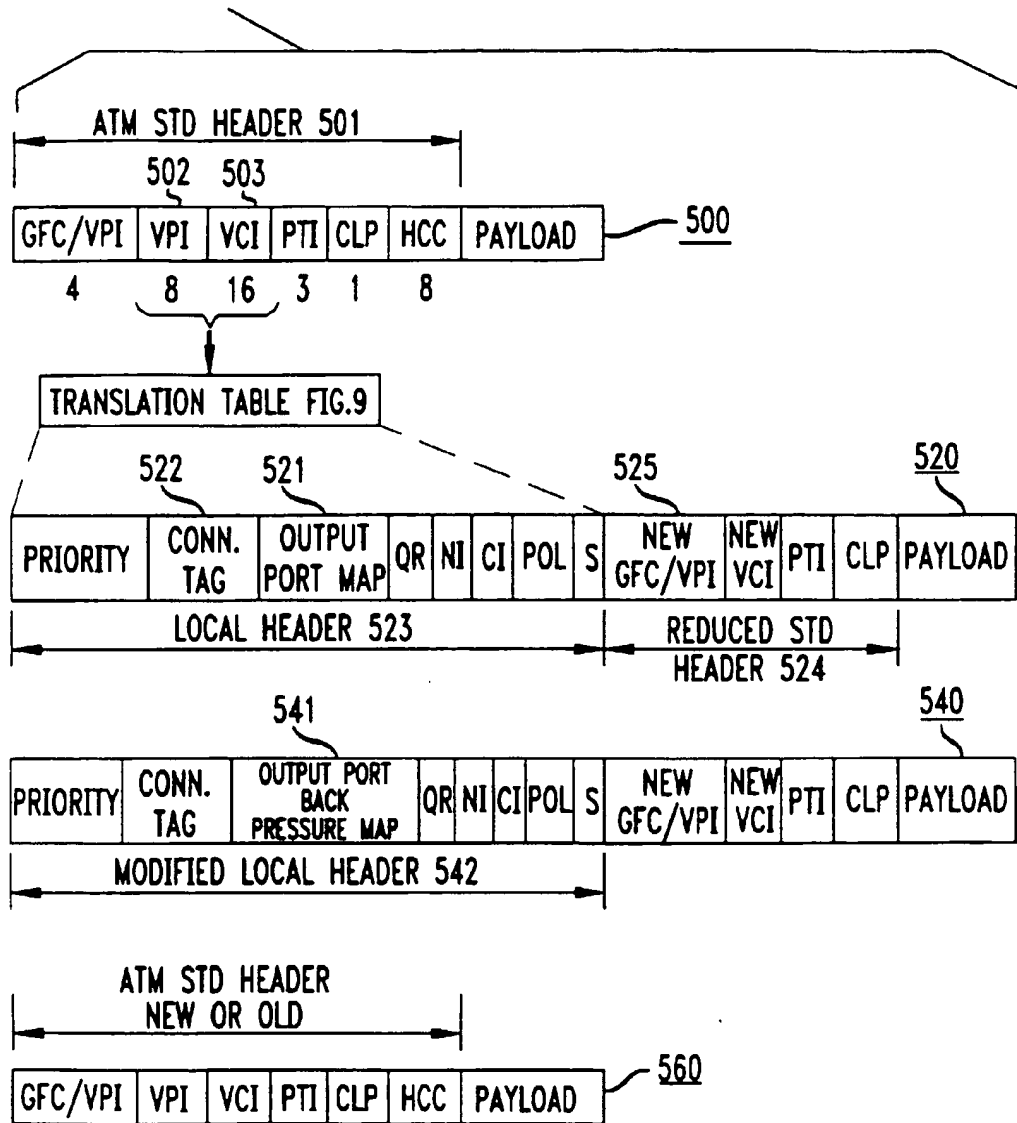 ATM STD HEADER 501
502 503
GFC/VPI VPI VCI PTI CLP HCC PAYLOAD 500
4 8 16 3 1 8
TRANSLATION TABLE FIG.9
522 521 525 520
PRIORITY CONN. TAG OUTPUT PORT MAP QR NI CI POL S NEW GFC/VPI NEW VCI PTI CLP PAYLOAD
LOCAL HEADER 523 REDUCED STD HEADER 524
541 540
PRIORITY CONN. TAG OUTPUT PORT BACK PRESSURE MAP QR NI CI POL S NEW GFC/VPI NEW VCI PTI CLP PAYLOAD
MODIFIED LOCAL HEADER 542
ATM STD HEADER
NEW OR OLD
GFC/VPI VPI VCI PTI CLP HCC PAYLOAD 560